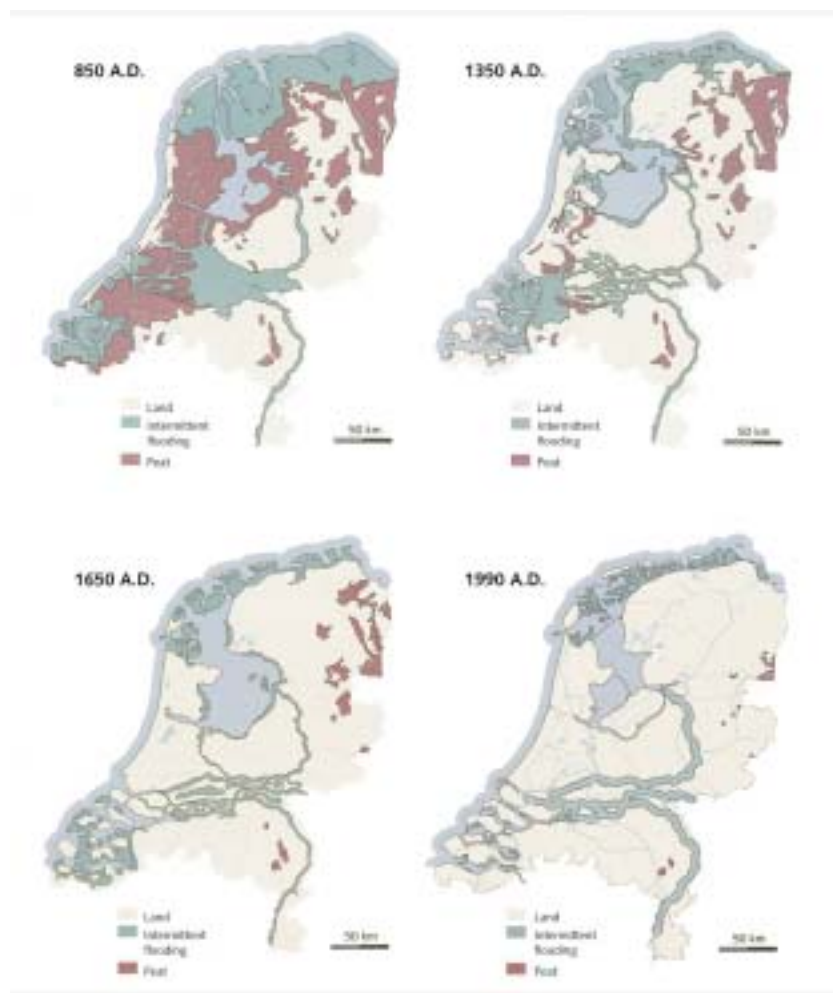 850 A.D.
Land
Intermittent
flooding
Peat
50 km
1350 A.D.
Land
Intermittent
flooding
Peat
50 km
1650 A.D.
Land
Intermittent
flooding
Peat
50 km
1990 A.D.
Land
Intermittent
flooding
Peat
50 km